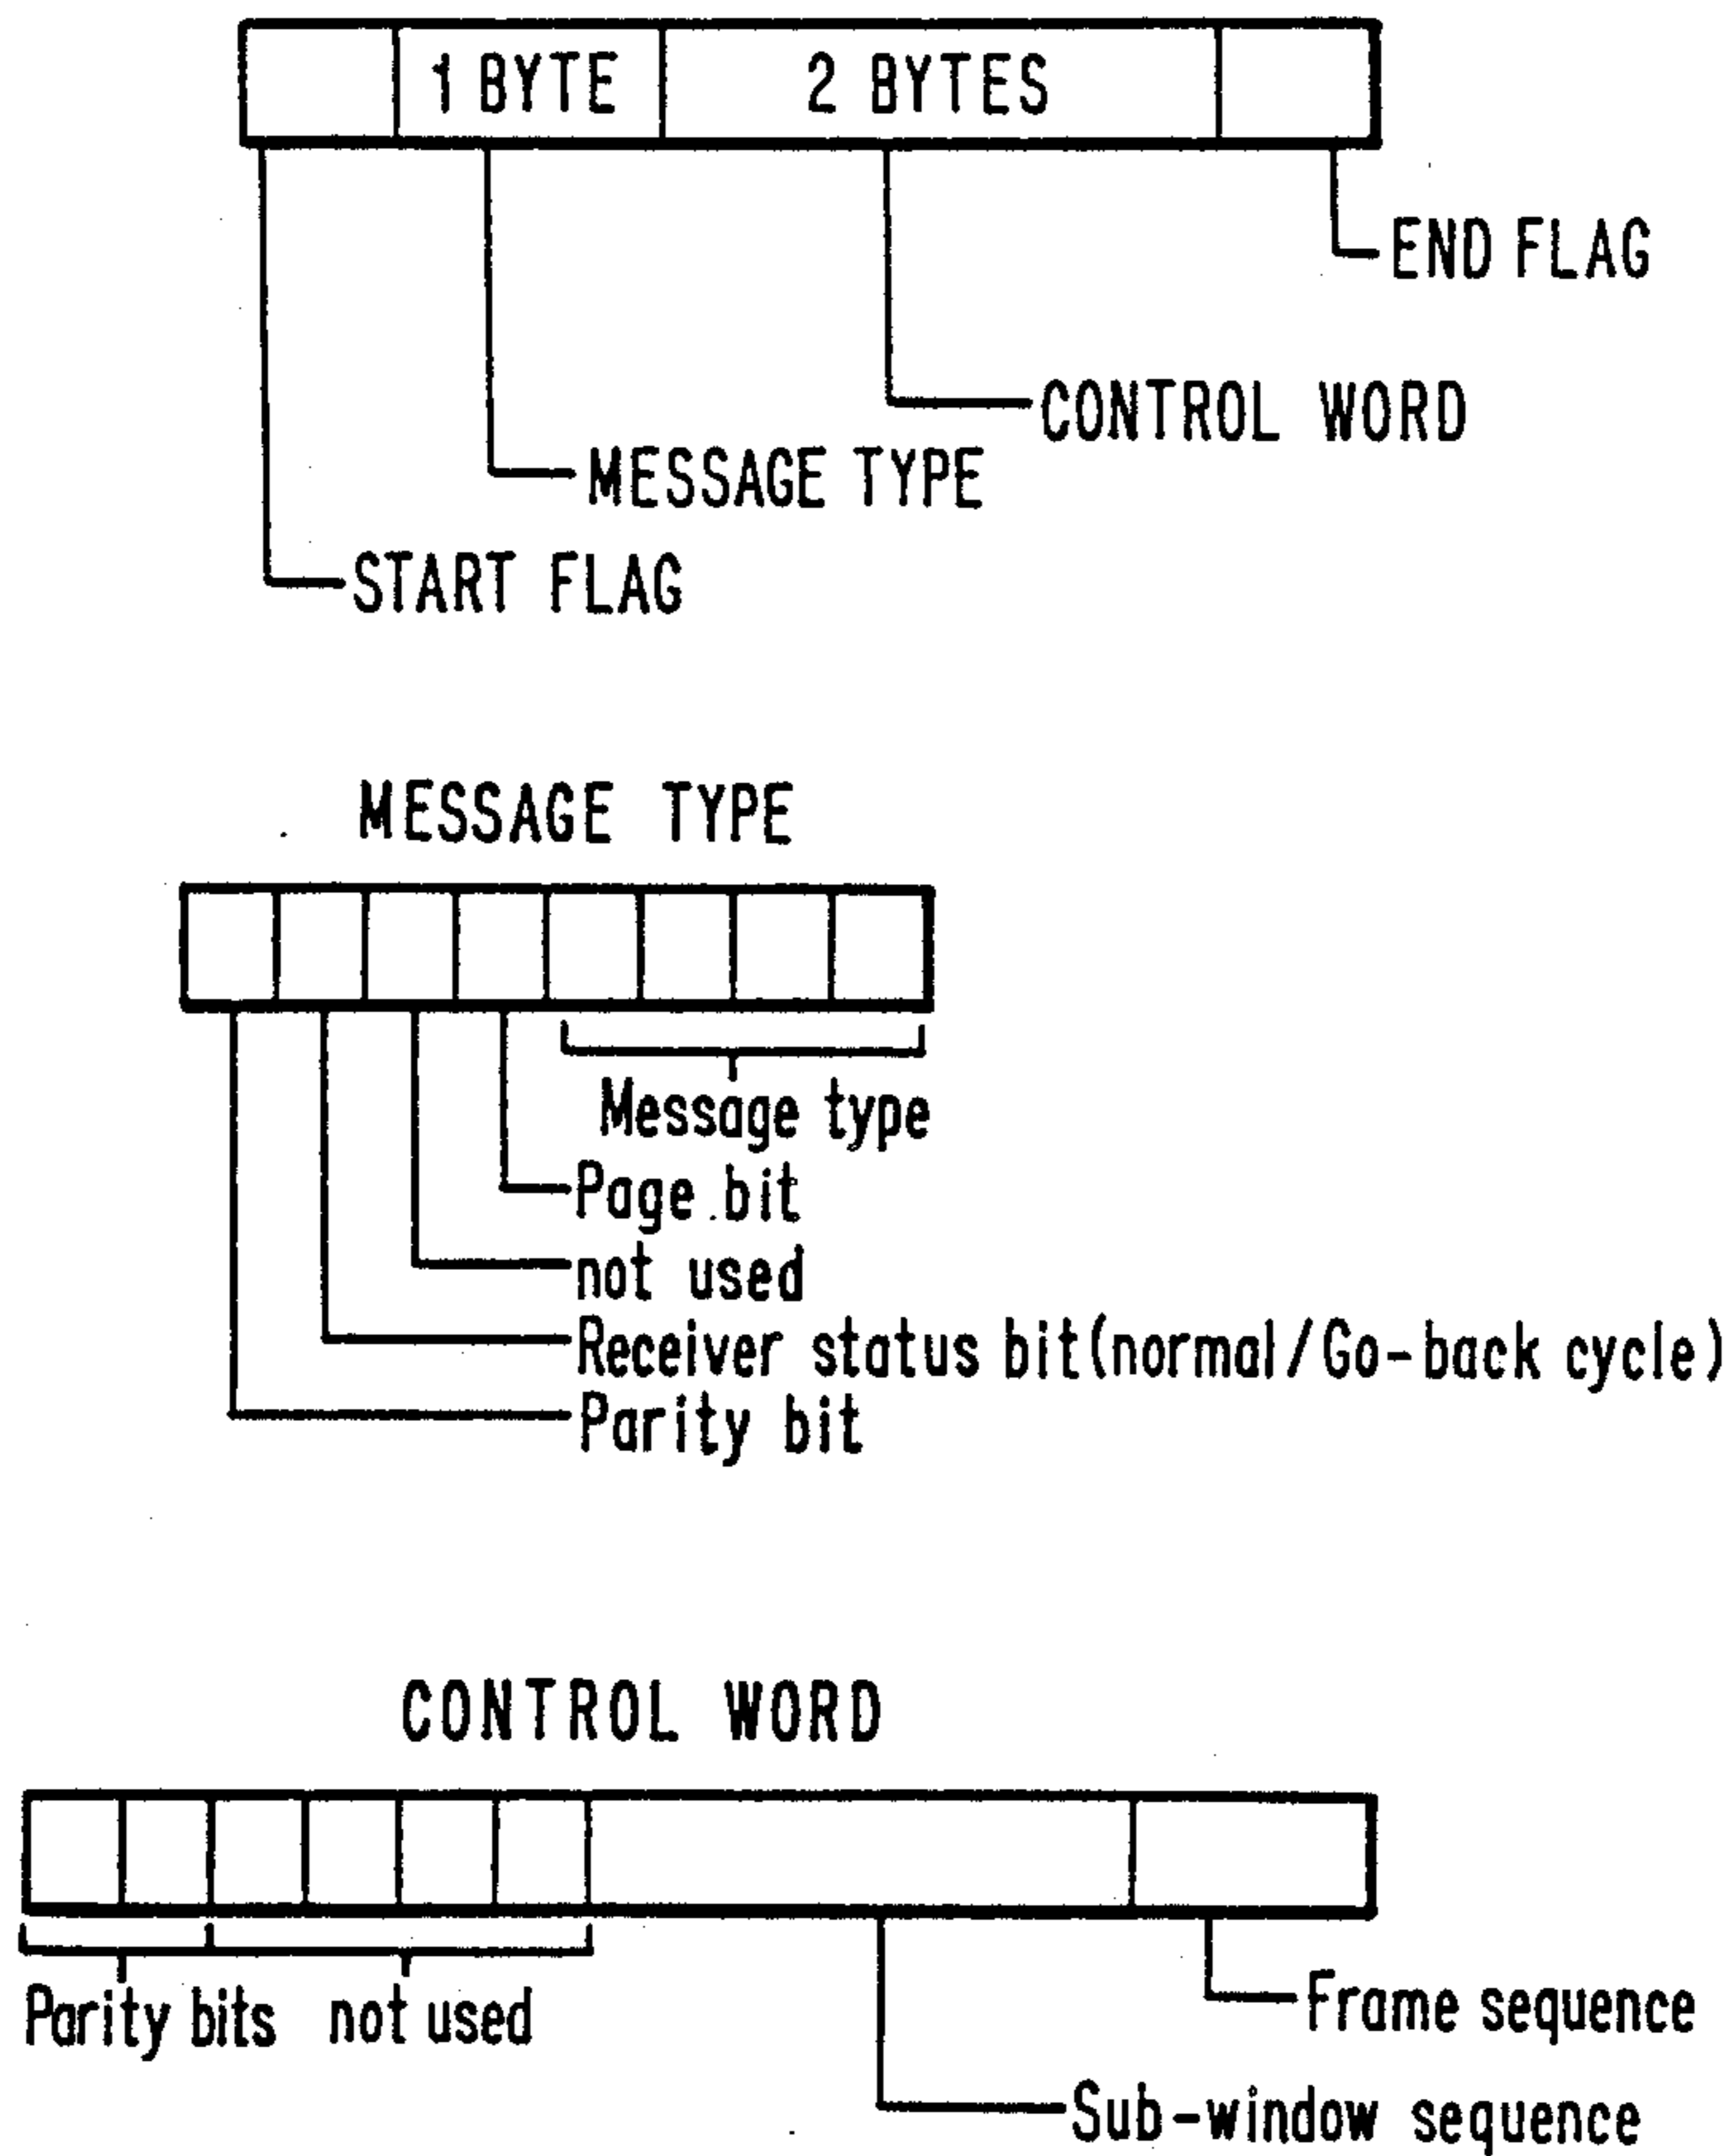 1 BYTE 2 BYTES
END FLAG
CONTROL WORD
MESSAGE TYPE
START FLAG
MESSAGE TYPE
Message type
Page bit
not used
Receiver status bit(normal/Go-back cycle)
Parity bit
CONTROL WORD
Parity bits not used
Frame sequence
Sub-window sequence